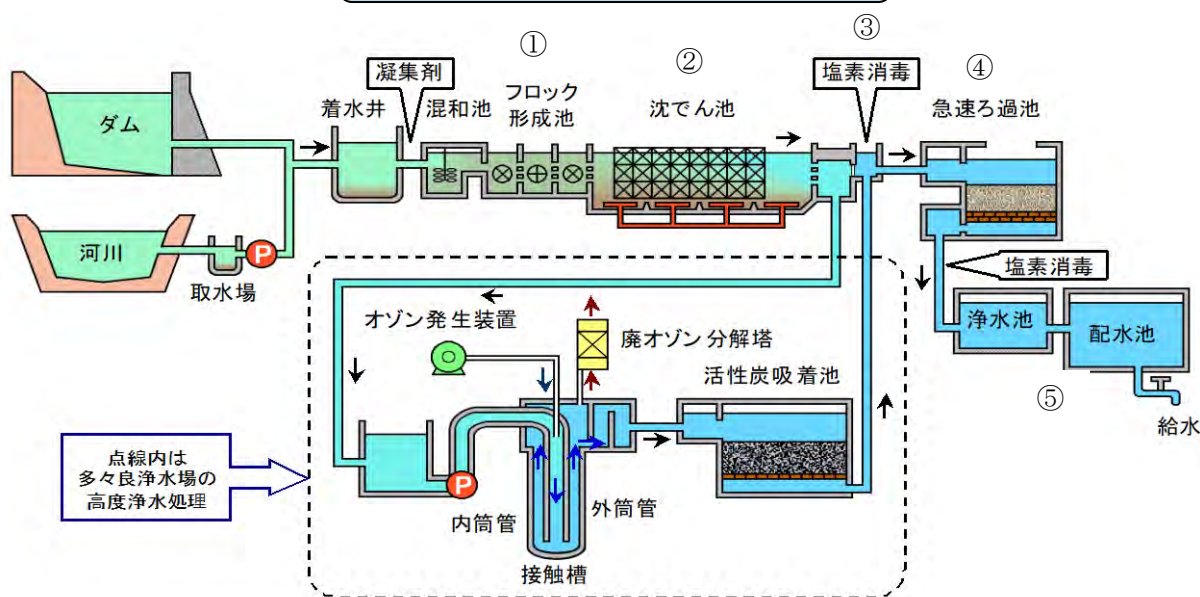 ①
②
③
④
凝集剤
塩素消毒
着水井
混和池
フロック
形成池
沈でん池
急速ろ過池
ダム
河川
P
取水場
塩素消毒
浄水池
配水池
⑤
給水
オゾン発生装置
廃オゾン分解塔
活性炭吸着池
点線内は
多々良浄水場の
高度浄水処理
P
内筒管
外筒管
接触槽